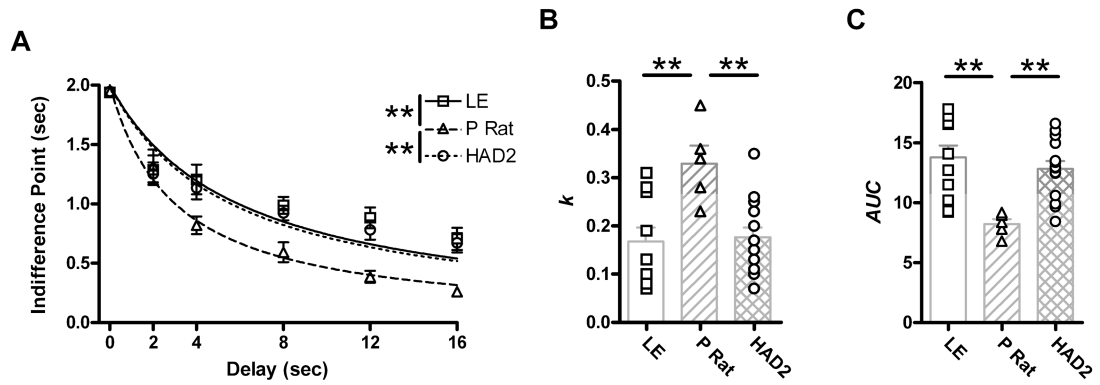 A
Indifference Point (sec)
2.0
1.5
1.0
0.5
0.0
0 2 4 8 12 16
Delay (sec)
** LE
P Rat
** HAD2
B
** **
k
0.5
0.4
0.3
0.2
0.1
0.0
LE P Rat HAD2
C
** **
AUC
20
15
10
5
0
LE P Rat HAD2